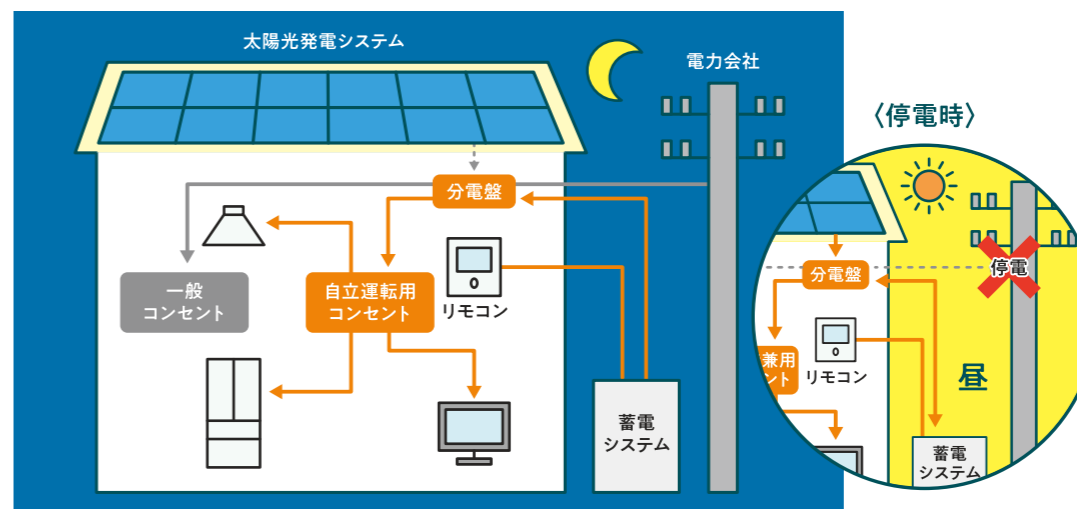 太陽光発電システム
電力会社
分電盤
一般
コンセント
自立運転用
コンセント
リモコン
蓄電
システム
〈停電時〉
停電
分電盤
兼用
ント
リモコン
昼
蓄電
システム